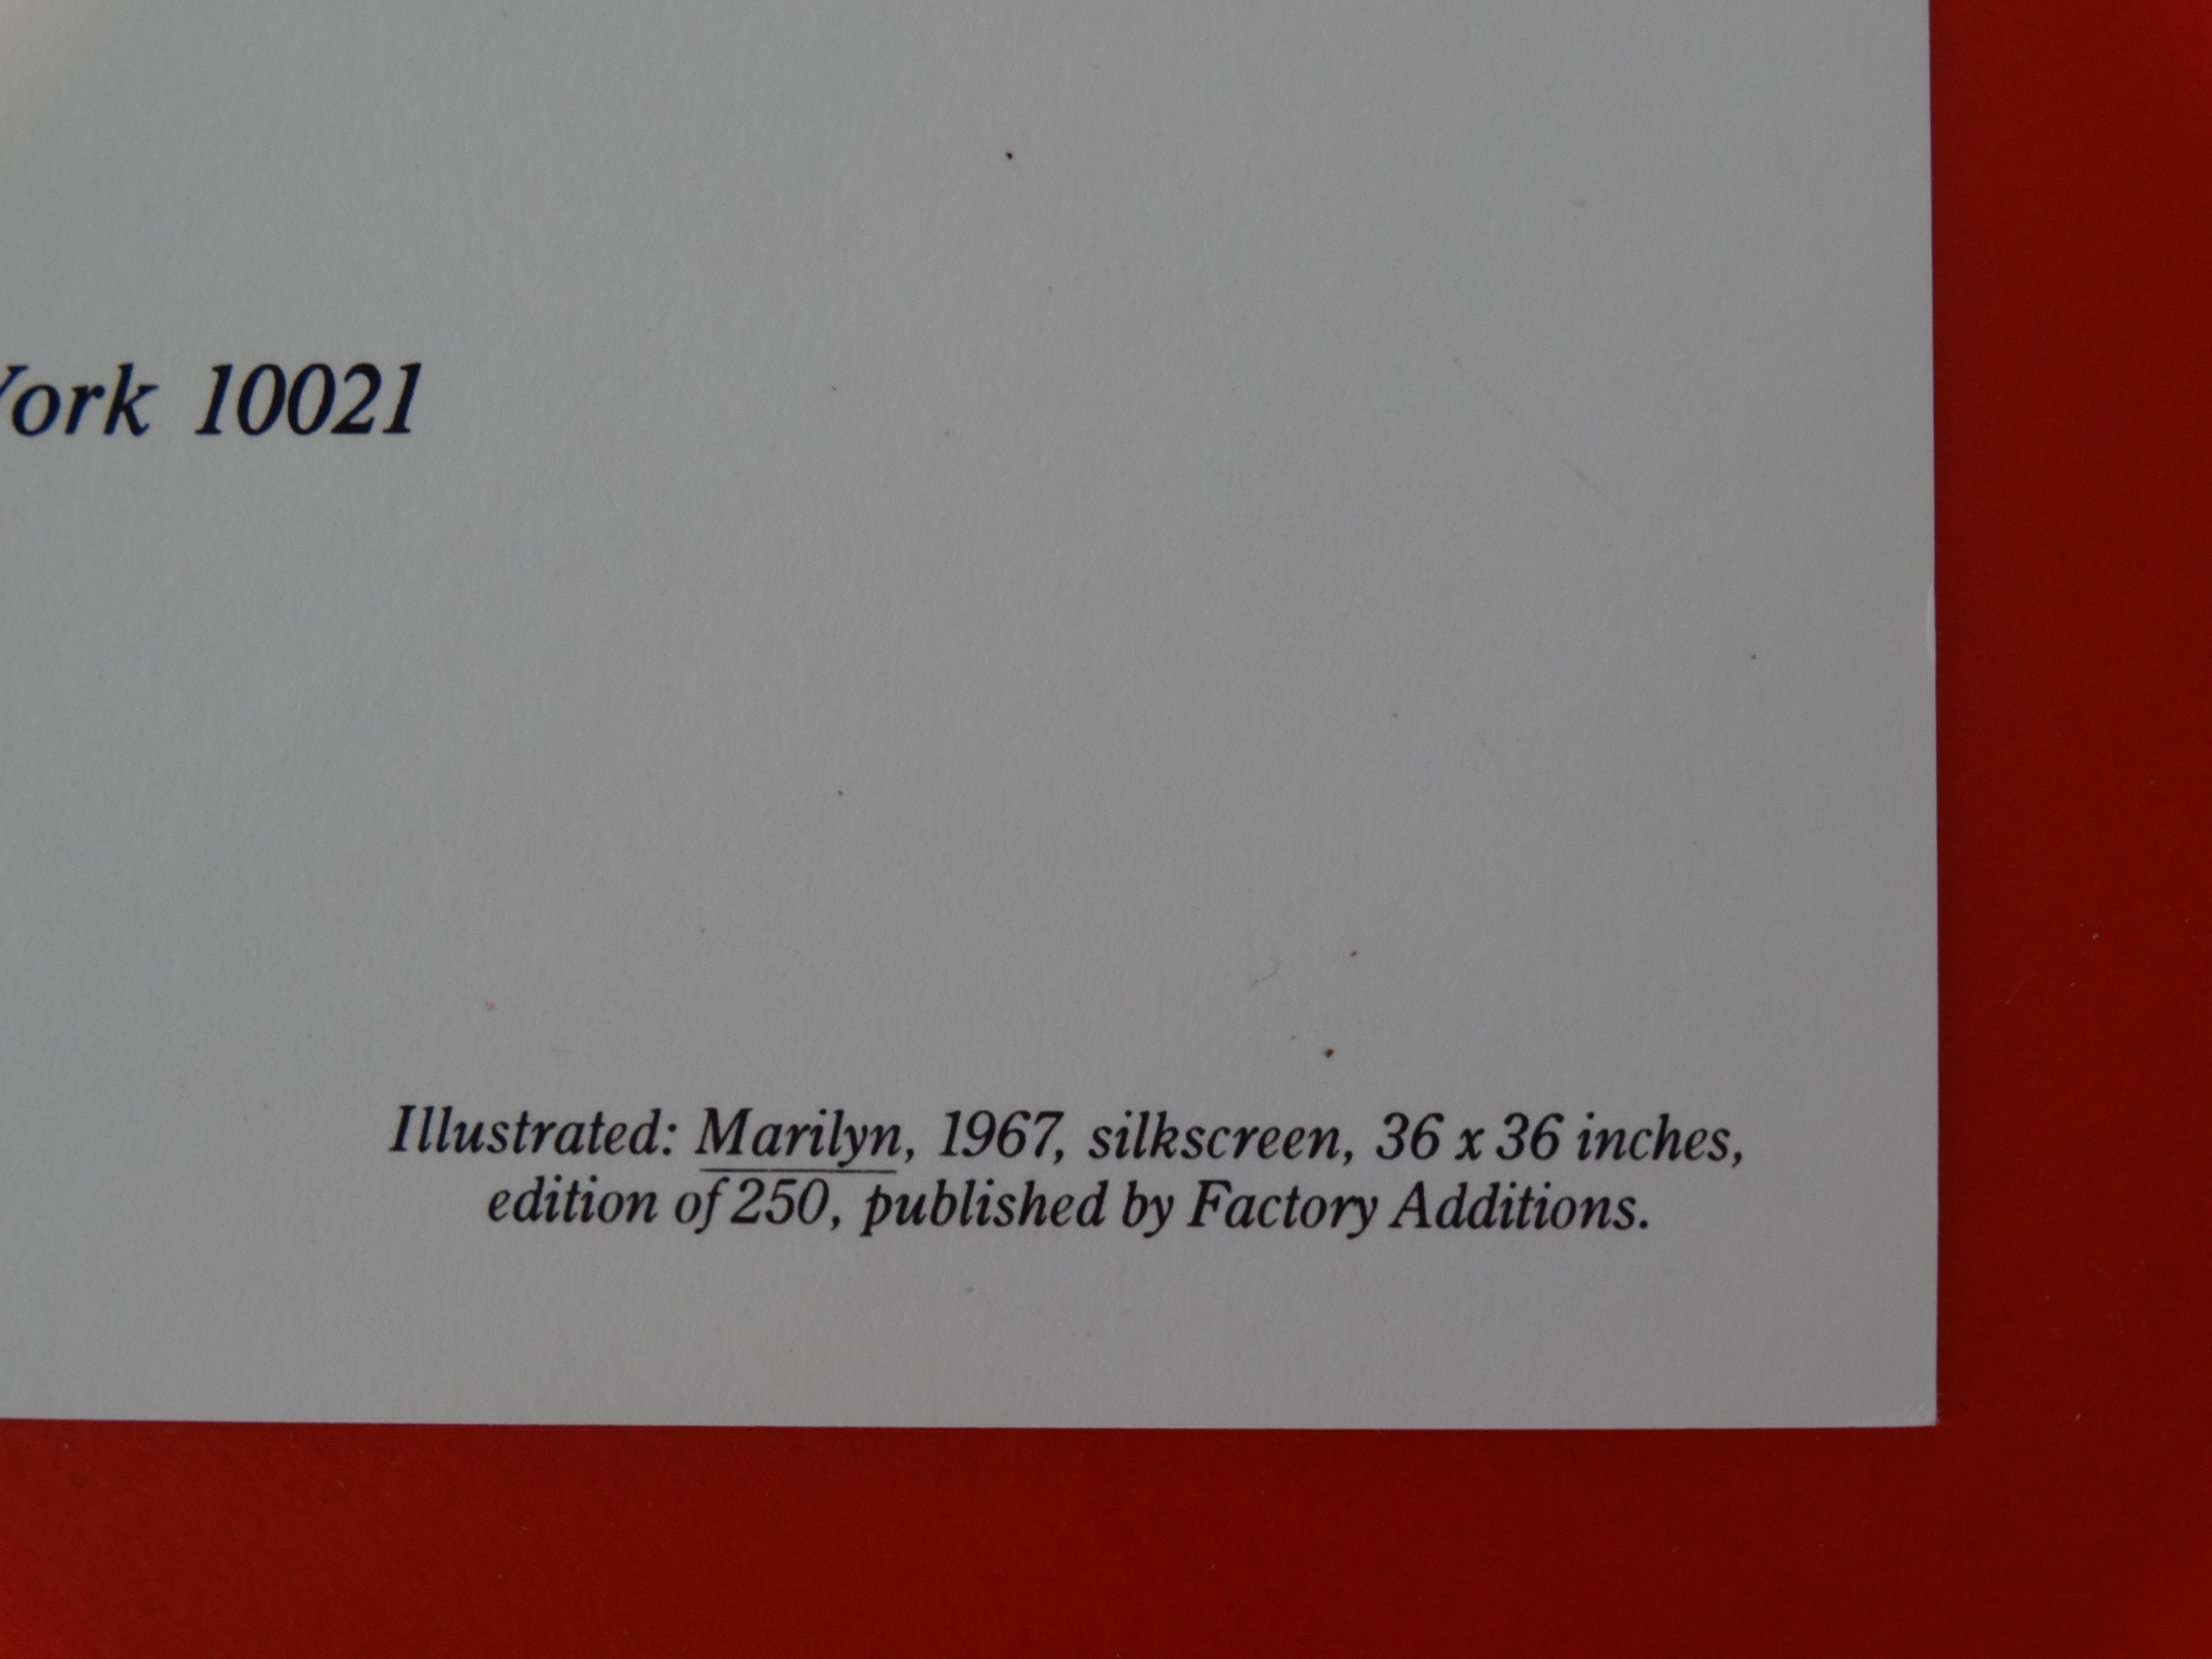 York 10021
Illustrated: Marilyn, 1967, silkscreen, 36 x 36 inches,
edition of 250, published by Factory Additions.